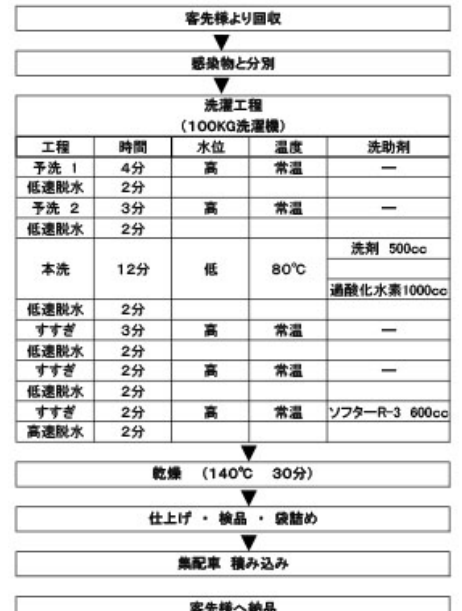 客先様より回収
▼
感染物と分別
▼
洗濯工程
(100KG洗濯機)
工程 時間 水位 温度 洗助剤
予洗 1 4分 高 常温 ー
低速脱水 2分
予洗 2 3分 高 常温 ー
低速脱水 2分
洗剤 500cc
本洗 12分 低 80℃
過酸化水素1000cc
低速脱水 2分
すすぎ 3分 高 常温 ー
低速脱水 2分
すすぎ 2分 高 常温 ー
低速脱水 2分
すすぎ 2分 高 常温 ソフターR-3 600cc
高速脱水 2分
▼
乾燥 (140℃ 30分)
▼
仕上げ ・ 検品 ・ 袋詰め
▼
集配車 積み込み
客先様へ納品